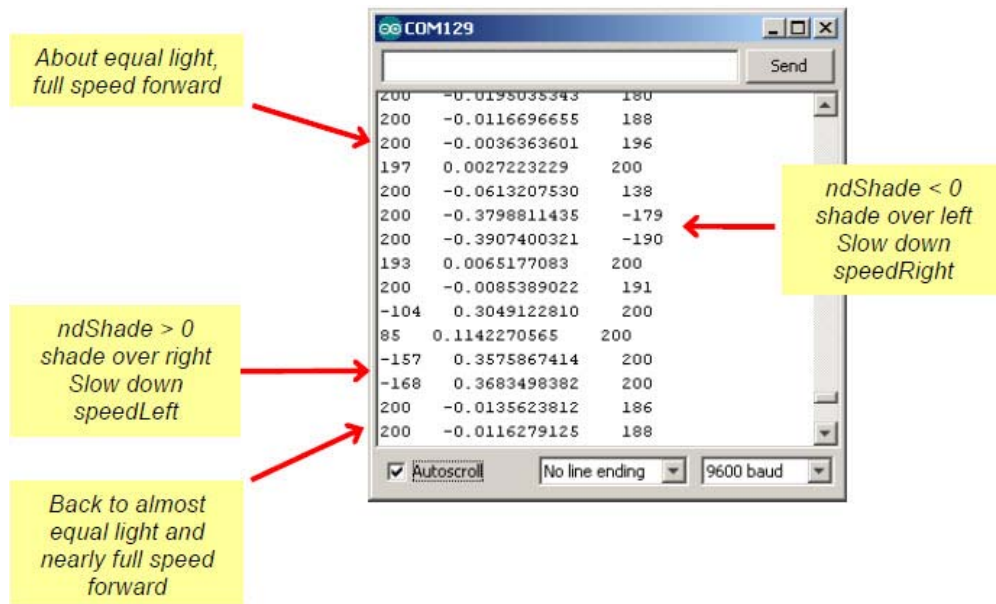 COM129
Send
About equal light,
full speed forward
200 -0.0195035343 180
200 -0.0116696655 188
200 -0.0036363601 196
197 0.0027223229 200
200 -0.0613207530 138
200 -0.3798811435 -179
200 -0.3907400321 -190
193 0.0065177083 200
200 -0.0085389022 191
-104 0.3049122810 200
85 0.1142270565 200
-157 0.3575867414 200
-168 0.3683498382 200
200 -0.0135623812 186
200 -0.0116279125 188
ndShade < 0
shade over left
Slow down
speedRight
ndShade > 0
shade over right
Slow down
speedLeft
Back to almost
equal light and
nearly full speed
forward
Autoscroll
No line ending
9600 baud